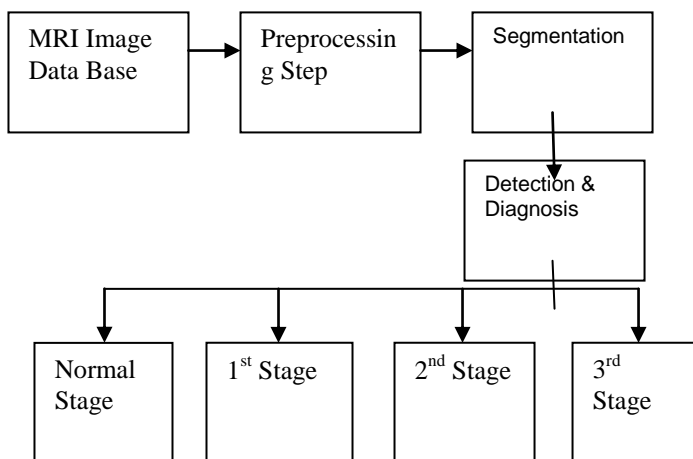 MRI Image
Data Base
Preprocessin
g Step
Segmentation
Detection &
Diagnosis
Normal
Stage
1st Stage
2nd Stage
3rd
Stage